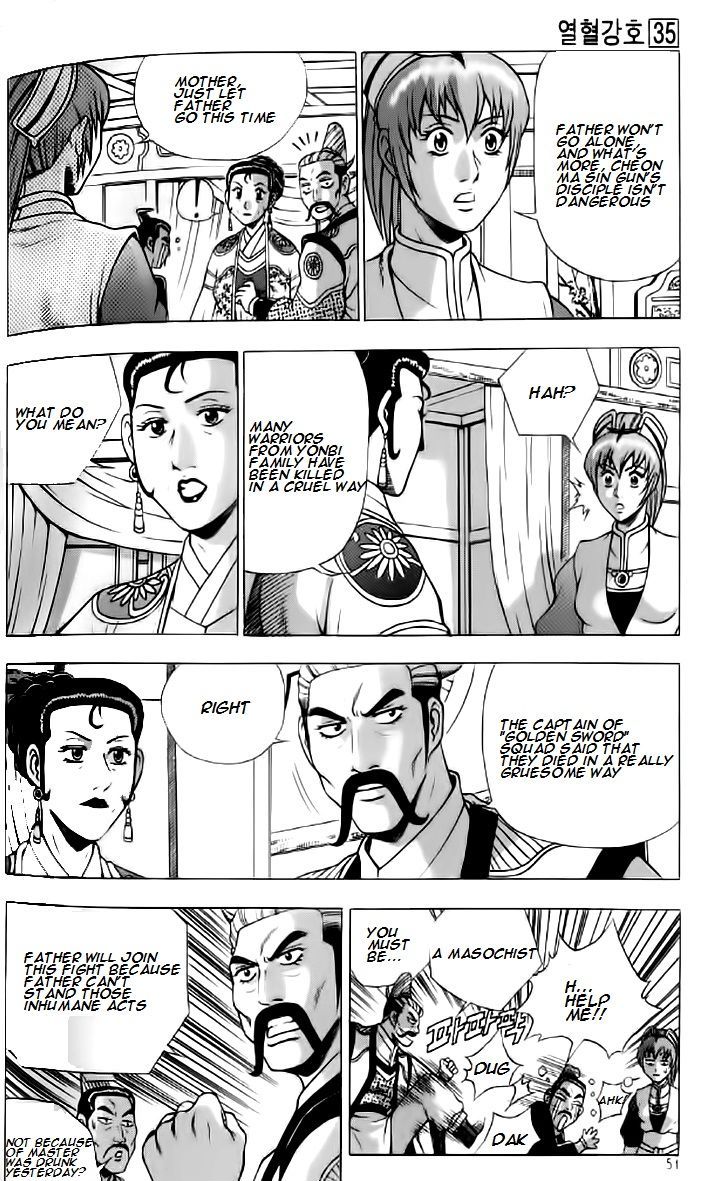 열혈강호 35
MOTHER,
JUST LET
FATHER
GO THIS TIME
FATHER WON'T
GO ALONE,
AND WHAT'S
MORE, CHEON
MA SIN GUN'S
DISCIPLE ISN'T
DANGEROUS
WHAT DO
YOU MEAN?
MANY
WARRIORS
FROM YONBI
FAMILY HAVE
BEEN KILLED
IN A CRUEL WAY
HAH?
RIGHT
THE CAPTAIN OF
"GOLDEN SWORD"
SQUAD SAID THAT
THEY DIED IN A REALLY
GRUESOME WAY
FATHER WILL JOIN
THIS FIGHT BECAUSE
FATHER CAN'T
STAND THOSE
INHUMANE ACTS
NOT BECAUSE
OF MASTER
WAS DRUNK
YESTERDAY?
YOU
MUST
BE...
A MASOCHIST
H...
HELP
ME!!
파파팍
DUG
AHK!
DAK
51